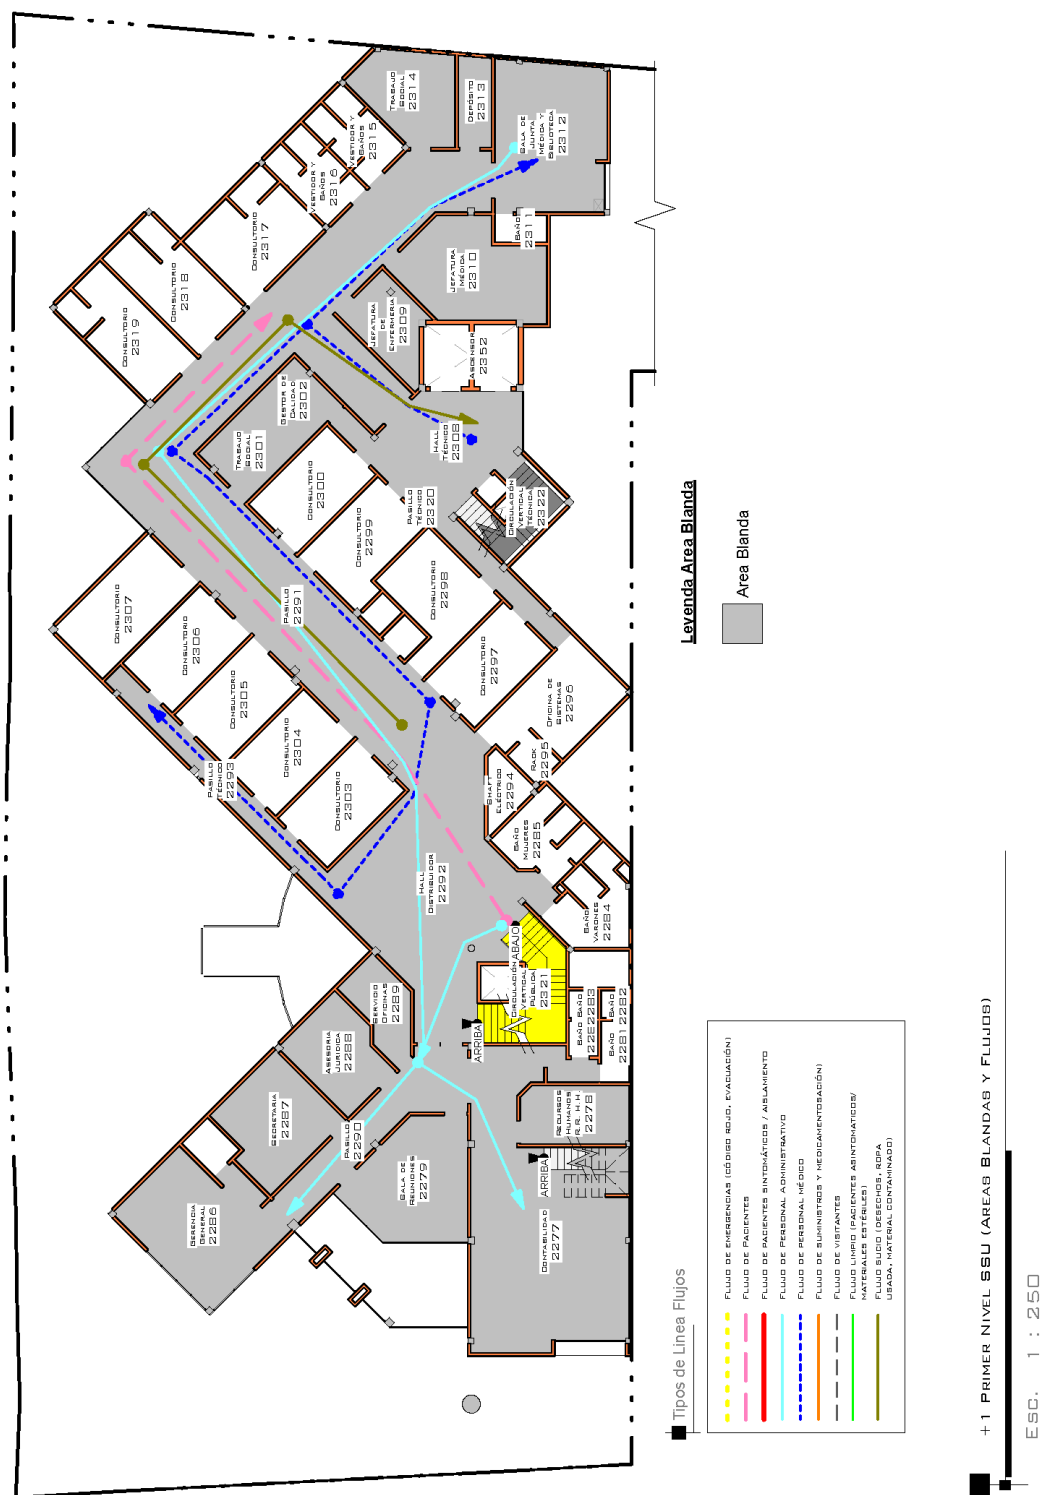 TRABAJO
SOCIAL
2314
DEPÓSITO
2313
SALA DE
JUNTA
MÉDICA Y
BIBLIOTECA
2312
VESTIDOR Y
BAÑOS
2315
VESTIDOR Y
BAÑOS
2316
CONSULTORIO
2317
CONSULTORIO
2318
CONSULTORIO
2319
BAÑO
2311
JEFATURA
MÉDICA
2310
JEFATURA
DE
ENFERMERIA
2309
ASCENSOR
2352
GESTOR DE
CALIDAD
2302
TRABAJO
SOCIAL
2301
HALL
TÉCNICO
2308
CONSULTORIO
2300
CONSULTORIO
2299
PASILLO
TÉCNICO
2320
CIRCULACIÓN
VERTICAL
TÉCNICA
2322
CONSULTORIO
2298
CONSULTORIO
2297
OFICINA DE
SISTEMAS
2296
RACK
2295
SHAFT
ELÉCTRICO
2294
PASILLO
2291
CONSULTORIO
2307
CONSULTORIO
2306
CONSULTORIO
2305
CONSULTORIO
2304
CONSULTORIO
2303
PASILLO
TÉCNICO
2293
HALL
DISTRIBUIDOR
2292
BAÑO
MUJERES
2285
BAÑO
VARONES
2284
ABAJO
CIRCULACIÓN
VERTICAL
PÚBLICA
2321
ARRIBA
BAÑO
2283
BAÑO
BAÑO
2282
BAÑO
2281
SERVICIO
OFICINAS
2289
ASESORIA
JURIDICA
2288
SECRETARIA
2287
PASILLO
2290
GERENCIA
GENERAL
2286
SALA DE
REUNIONES
2279
RECURSOS
HUMANOS
R.R. H.H
2278
ARRIBA
CONTABILIDAD
2277
Leyenda Area Blanda
Area Blanda
Tipos de Linea Flujos
FLUJO DE EMERGENCIAS (CÓDIGO ROJO, EVACUACIÓN)
FLUJO DE PACIENTES
FLUJO DE PACIENTES SINTOMÁTICOS / AISLAMIENTO
FLUJO DE PERSONAL ADMINISTRATIVO
FLUJO DE PERSONAL MÉDICO
FLUJO DE SUMINISTROS Y MEDICAMENTOSACIÓN)
FLUJO DE VISITANTES
FLUJO LIMPIO (PACIENTES ASINTOMATICOS/
MATERIALES ESTÉRILES)
FLUJO SUCIO (DESECHOS, ROPA
USADA, MATERIAL CONTAMINADO)
+1 PRIMER NIVEL SSU (AREAS BLANDAS Y FLUJOS)
ESC. 1 : 250